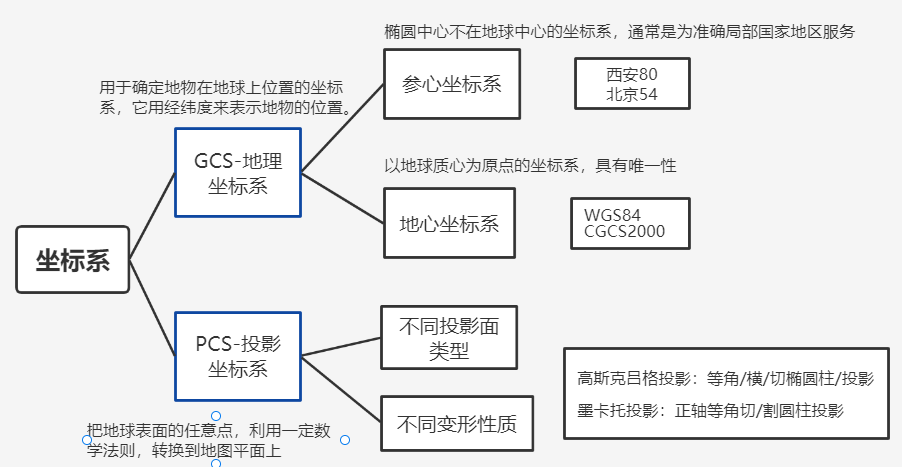 椭圆中心不在地球中心的坐标系，通常是为准确局部国家地区服务
用于确定地物在地球上位置的坐标
系，它用经纬度来表示地物的位置。
参心坐标系
西安80
北京54
GCS-地理
坐标系
以地球质心为原点的坐标系，具有唯一性
地心坐标系
WGS84
CGCS2000
坐标系
PCS-投影
坐标系
不同投影面
类型
不同变形性质
高斯克吕格投影：等角/横/切椭圆柱/投影
墨卡托投影：正轴等角切/割圆柱投影
把地球表面的任意点，利用一定数
学法则，转换到地图平面上